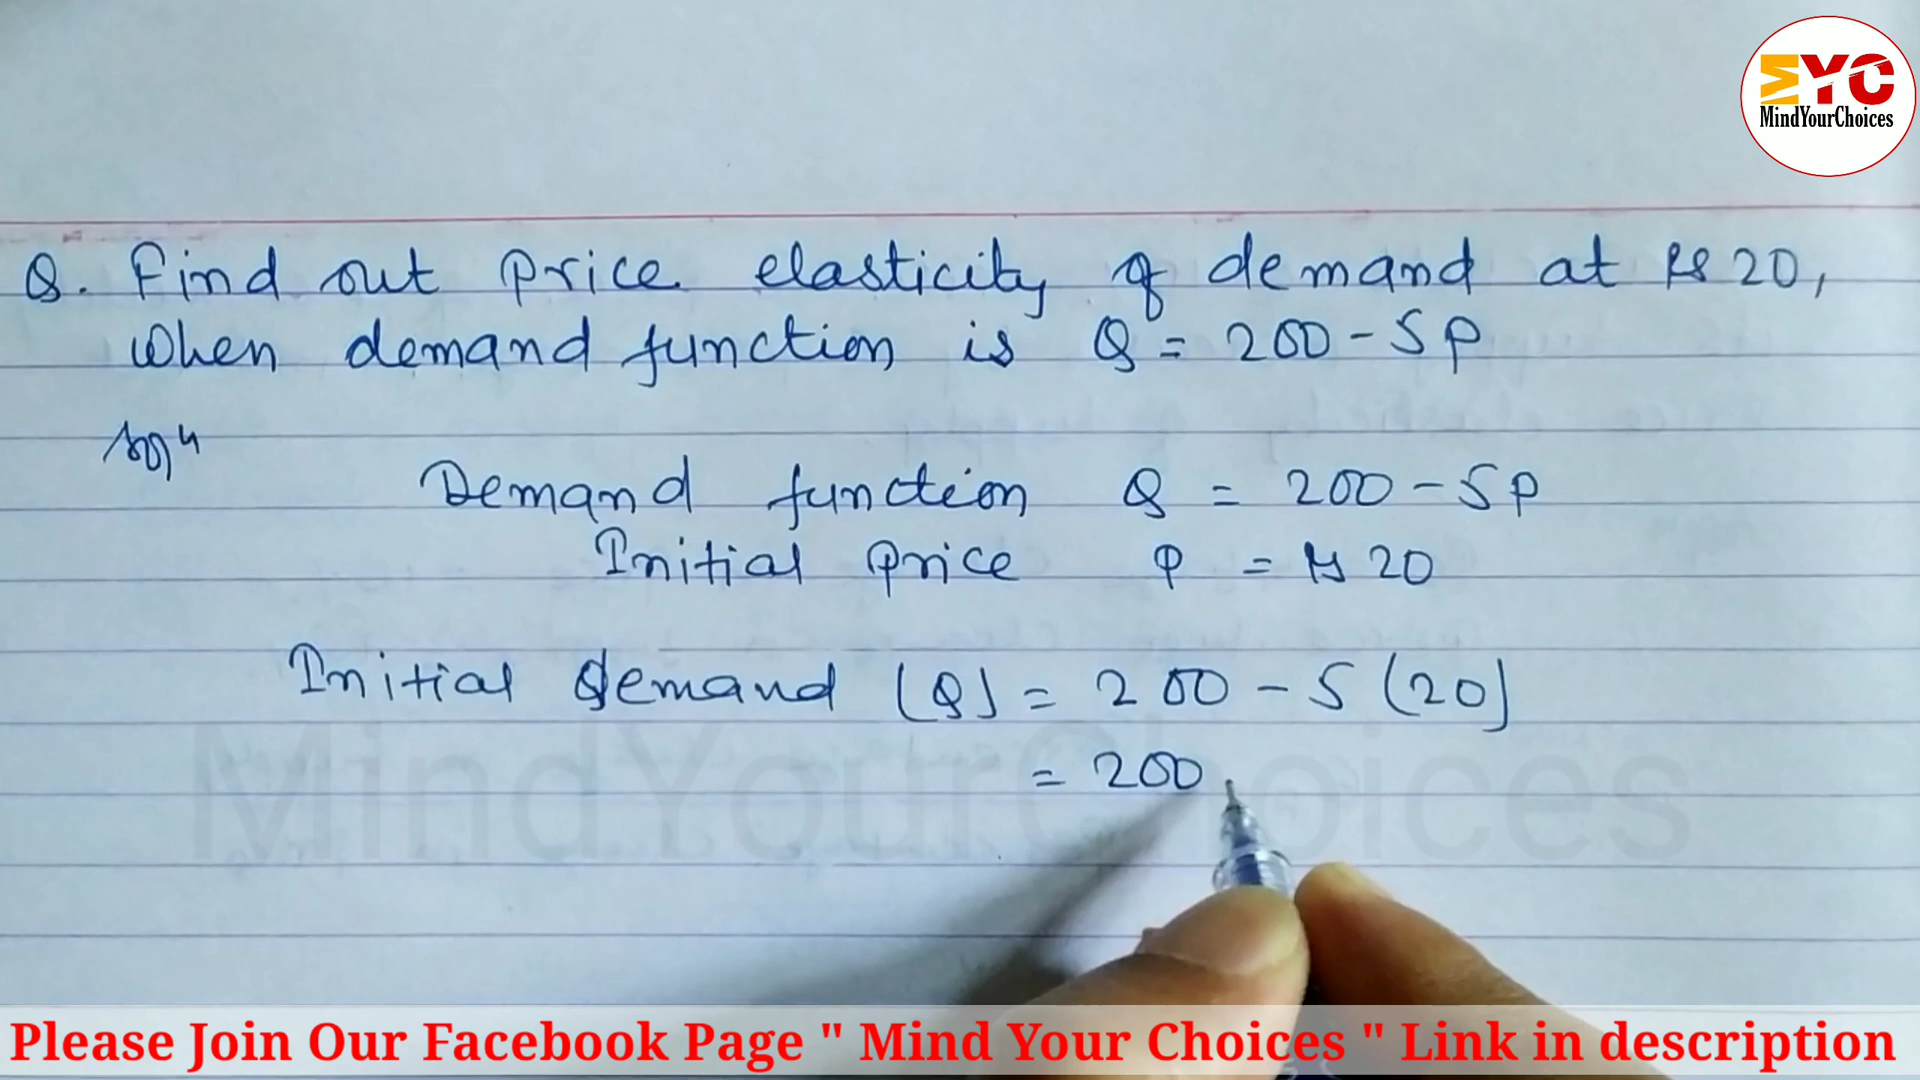 MYC
MindYourChoices
Q. Find out price elasticity of demand at Rs 20,
when demand function is Q = 200 - 5P
Solⁿ
Demand function Q = 200 - 5P
Initial price P = Rs 20
Initial demand (Q) = 200 - 5 (20)
= 200
MindYourChoices
Please Join Our Facebook Page " Mind Your Choices " Link in description